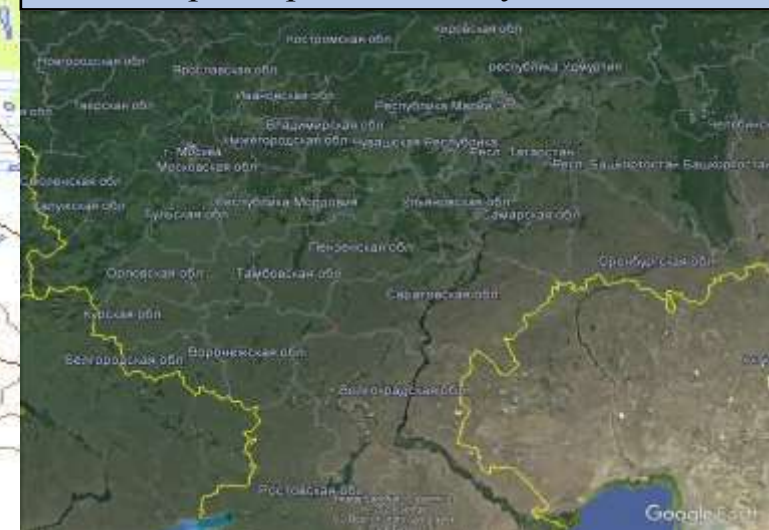 Костромская обл
Кировская обл
Новгородская обл
Ярославская обл
республика Удмуртия
Ивановская обл
Тверская обл
Республика Марий Эл
Владимирская обл
Нижегородская обл
Чувашская Республика
г. Москва
Респ. Татарстан
Московская обл
Респ. Башкортостан
Башкортостан
Смоленская обл
Калужская обл
Тульская обл
Республика Мордовия
Ульяновская обл
Самарская обл
Пензенская обл
Оренбургская обл
Орловская обл
Тамбовская обл
Саратовская обл
Курская обл
Белгородская обл
Воронежская обл
Волгоградская обл
Ростовская обл
Google Earth